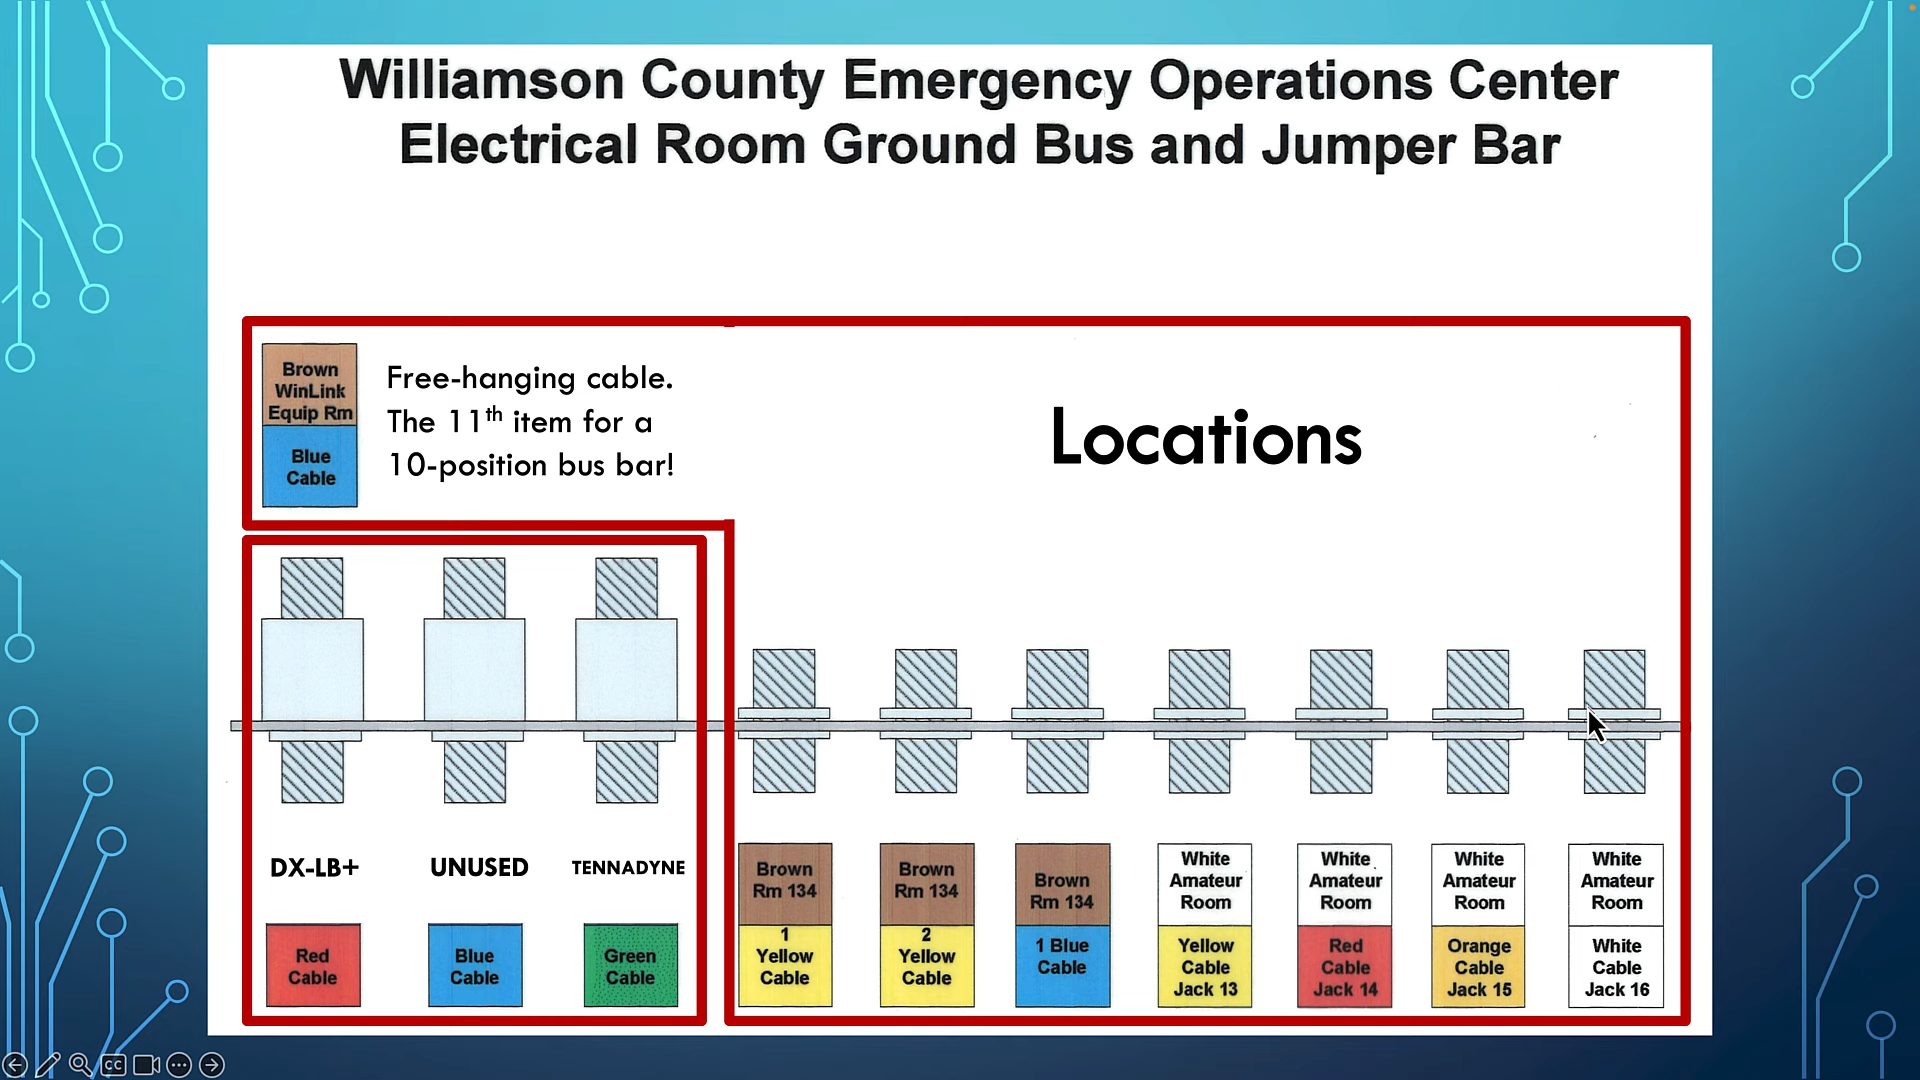 Williamson County Emergency Operations Center
Electrical Room Ground Bus and Jumper Bar
Brown
WinLink
Equip Rm
Blue
Cable
Free-hanging cable.
The 11th item for a
10-position bus bar!
Locations
DX-LB+
UNUSED
TENNADYNE
Red
Cable
Blue
Cable
Green
Cable
Brown
Rm 134
1
Yellow
Cable
Brown
Rm 134
2
Yellow
Cable
Brown
Rm 134
1 Blue
Cable
White
Amateur
Room
Yellow
Cable
Jack 13
White
Amateur
Room
Red
Cable
Jack 14
White
Amateur
Room
Orange
Cable
Jack 15
White
Amateur
Room
White
Cable
Jack 16
CC